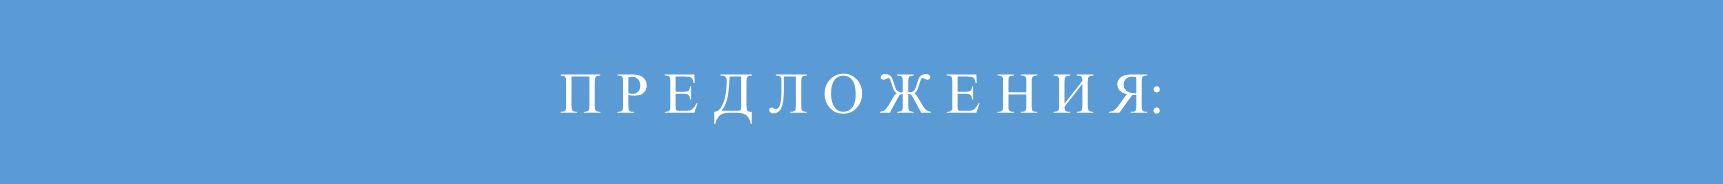 П Р Е Д Л О Ж Е Н И Я: